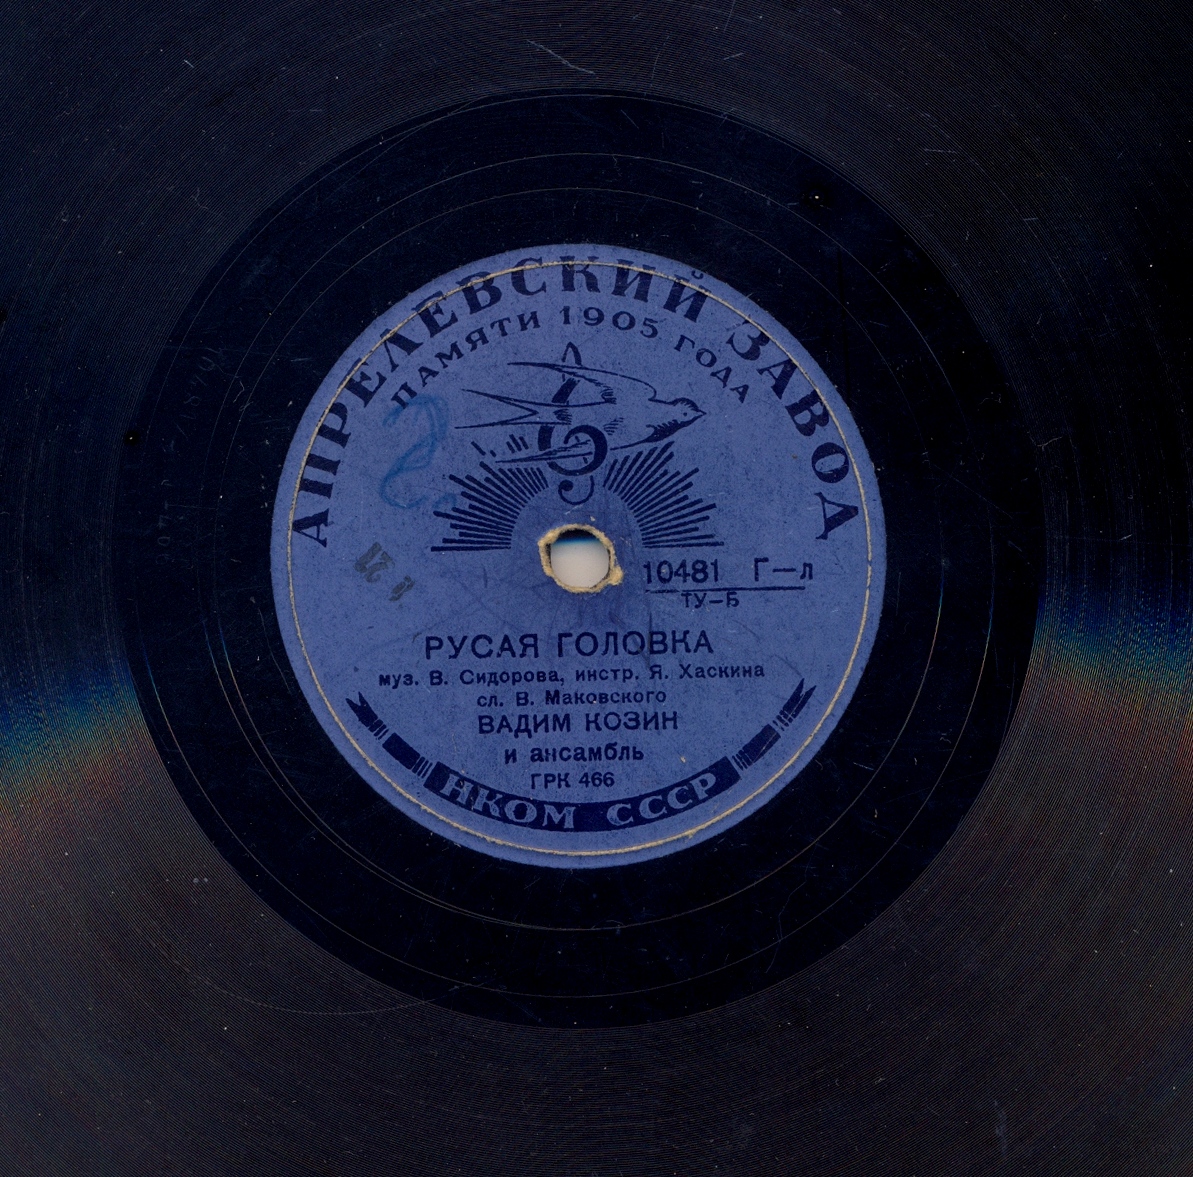 АПРЕЛЕВСКИЙ ЗАВОД
ПАМЯТИ 1905 ГОДА
10481 Г—л
ТУ—Б
РУСАЯ ГОЛОВКА
муз. В. Сидорова, инстр. Я. Хаскина
сл. В. Маковского
ВАДИМ КОЗИН
и ансамбль
ГРК 466
НКОМ СССР